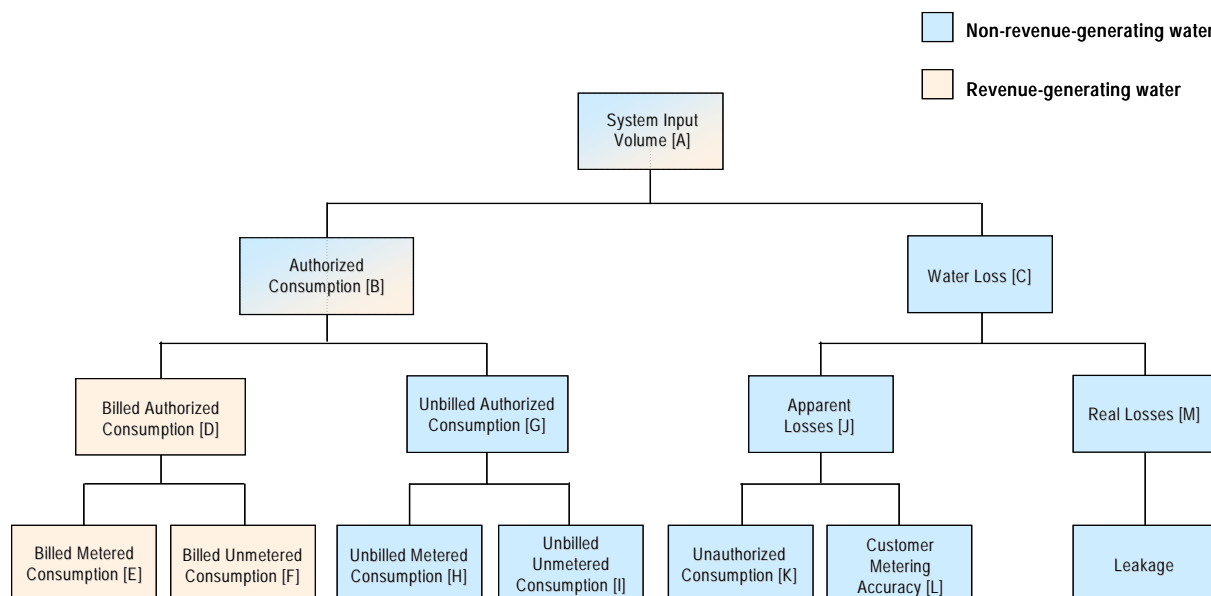 Non-revenue-generating water
Revenue-generating water
System Input
Volume [A]
Authorized
Consumption [B]
Water Loss [C]
Billed Authorized
Consumption [D]
Unbilled Authorized
Consumption [G]
Apparent
Losses [J]
Real Losses [M]
Billed Metered
Consumption [E]
Billed Unmetered
Consumption [F]
Unbilled Metered
Consumption [H]
Unbilled
Unmetered
Consumption [I]
Unauthorized
Consumption [K]
Customer
Metering
Accuracy [L]
Leakage